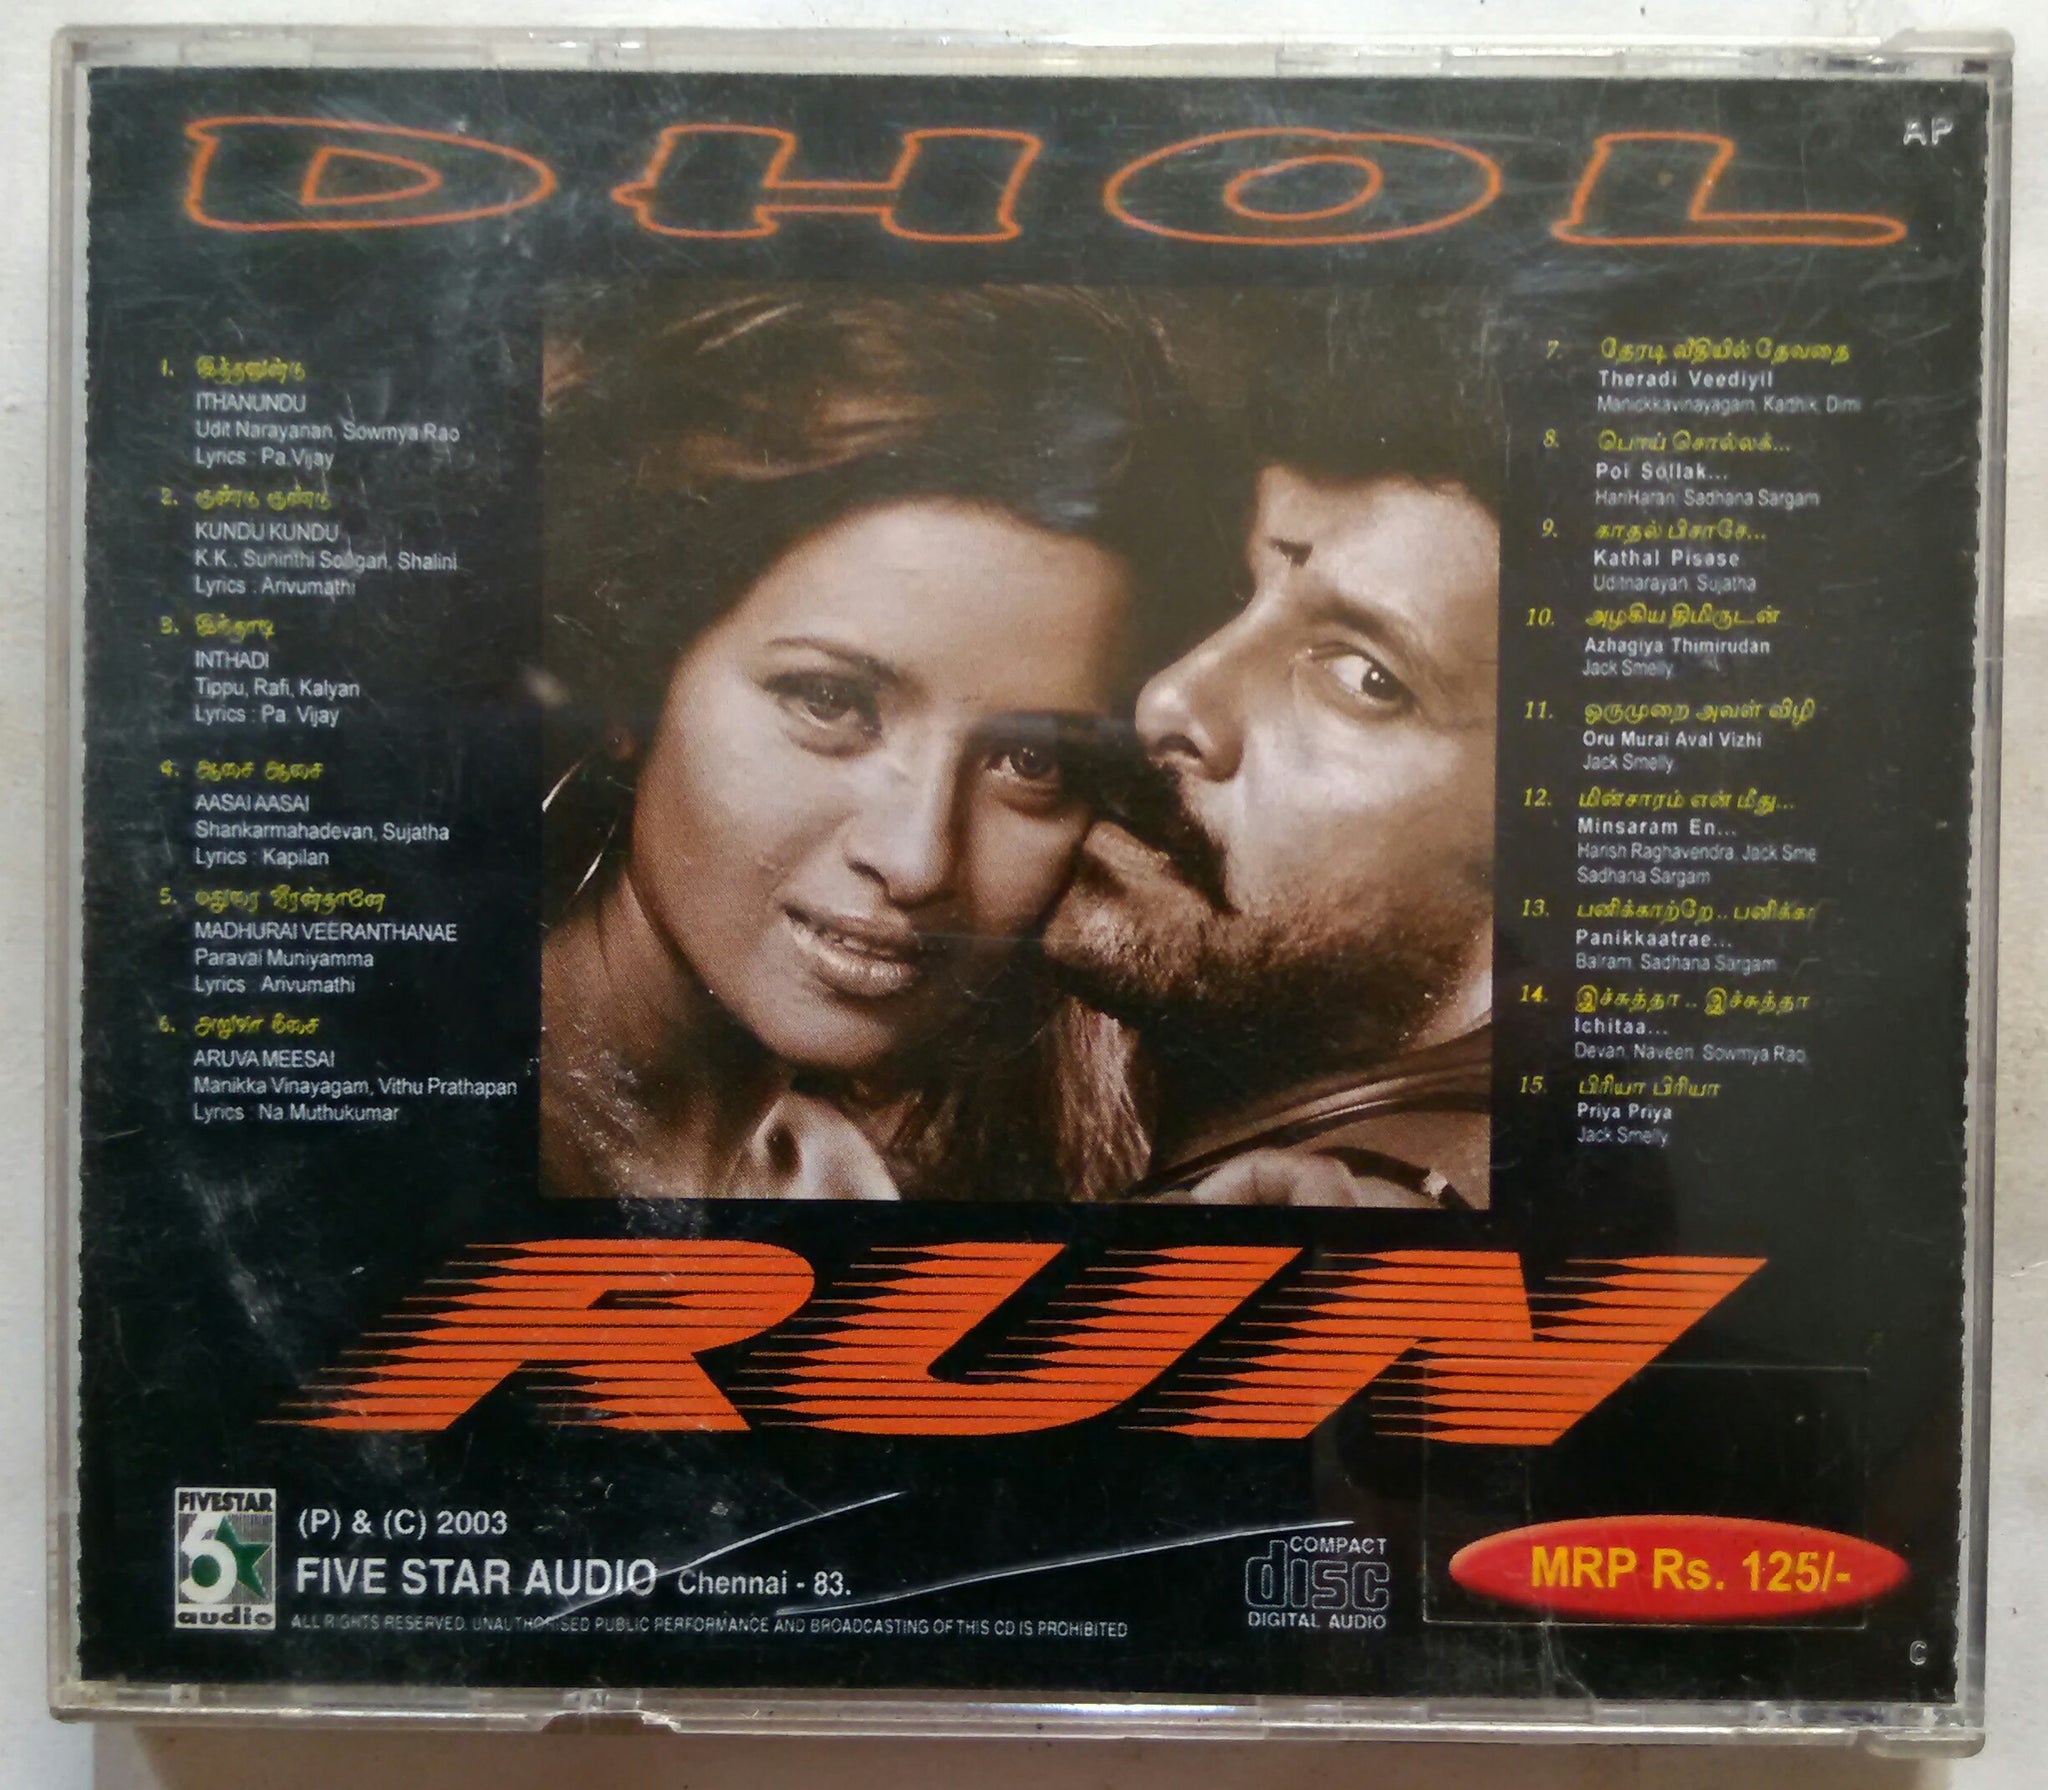 DHOL
AP
1. இத்தனுண்டு
ITHANUNDU
Udit Narayanan, Sowmya Rao
Lyrics : Pa.Vijay
2. குண்டு குண்டு
KUNDU KUNDU
K.K., Suninthi Soagan, Shalini
Lyrics : Arivumathi
3. இந்தாடி
INTHADI
Tippu, Rafi, Kalyan
Lyrics : Pa. Vijay
4. ஆசை ஆசை
AASAI AASAI
Shankarmahadevan, Sujatha
Lyrics : Kapilan
5. மதுரை வீரன்தானே
MADHURAI VEERANTHANAE
Paravai Muniyamma
Lyrics : Arivumathi
6. அருவா மீசை
ARUVA MEESAI
Manikka Vinayagam, Vithu Prathapan
Lyrics : Na Muthukumar
7. தேரடி வீதியில் தேவதை
Theradi Veediyil
Manickkavinayagam, Karthik, Dimi
8. பொய் சொல்லக்...
Poi Sollak...
HariHaran, Sadhana Sargam
9. காதல் பிசாசே...
Kathal Pisase
Uditnarayan, Sujatha
10. அழகிய திமிருடன்
Azhagiya Thimirudan
Jack Smelly
11. ஒருமுறை அவள் விழி
Oru Murai Aval Vizhi
Jack Smelly
12. மின்சாரம் என் மீது...
Minsaram En...
Harish Raghavendra, Jack Sme
Sadhana Sargam
13. பனிக்காற்றே.. பனிக்கா
Panikkaatrae...
Balram, Sadhana Sargam
14. இச்சுத்தா .. இச்சுத்தா
Ichitaa...
Devan, Naveen, Sowmya Rao
15. பிரியா பிரியா
Priya Priya
Jack Smelly
RUN
FIVESTAR
audio
(P) & (C) 2003
FIVE STAR AUDIO Chennai - 83.
ALL RIGHTS RESERVED. UNAUTHORISED PUBLIC PERFORMANCE AND BROADCASTING OF THIS CD IS PROHIBITED
COMPACT
disc
DIGITAL AUDIO
MRP Rs. 125/-
C